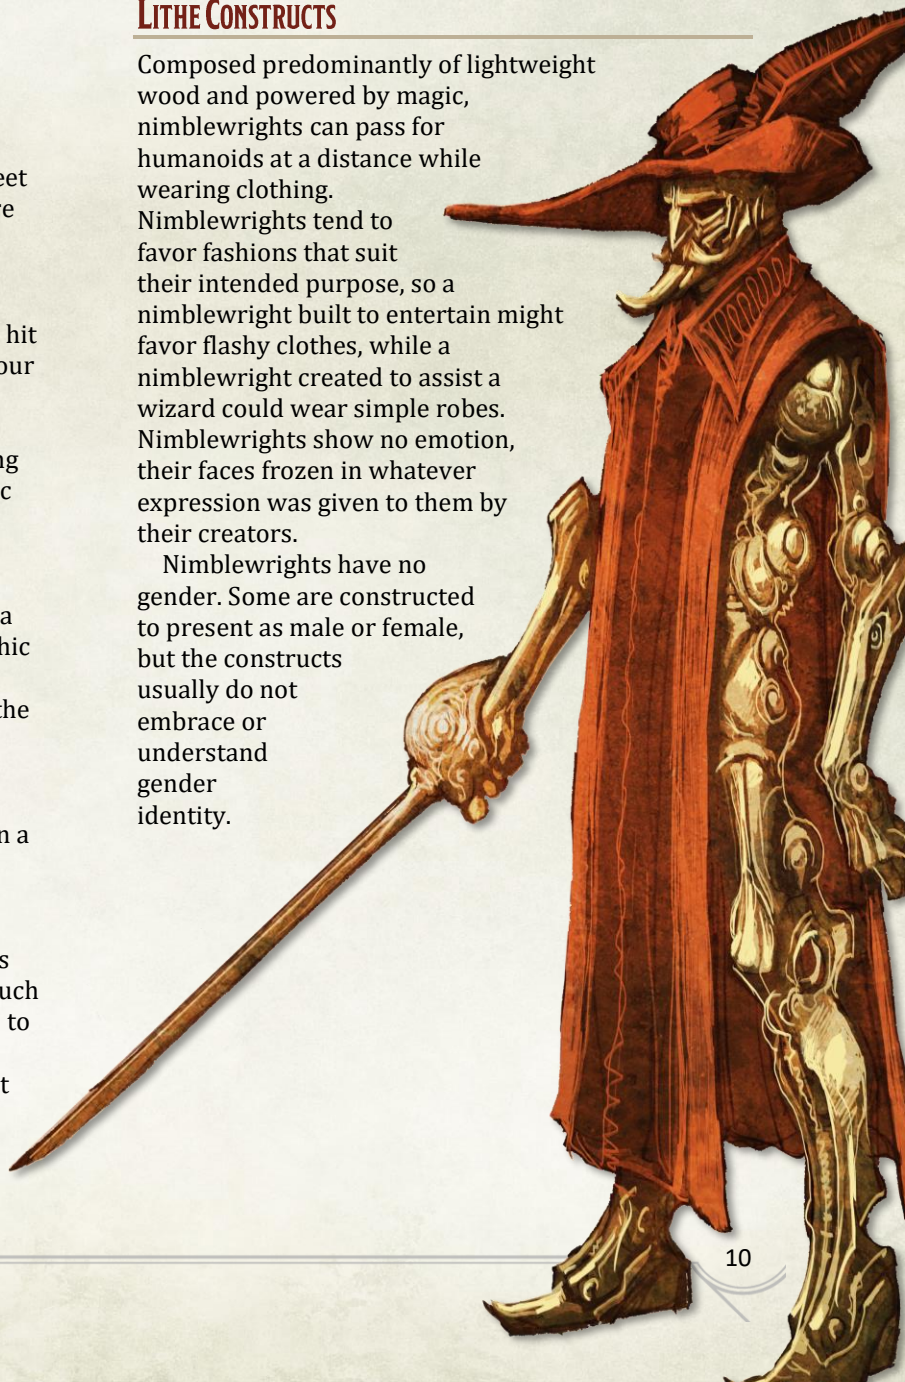 LITHE CONSTRUCTS
Composed predominantly of lightweight
wood and powered by magic,
nimblewrights can pass for
humanoids at a distance while
wearing clothing.
Nimblewrights tend to
favor fashions that suit
their intended purpose, so a
nimblewright built to entertain might
favor flashy clothes, while a
nimblewright created to assist a
wizard could wear simple robes.
Nimblewrights show no emotion,
their faces frozen in whatever
expression was given to them by
their creators.
Nimblewrights have no
gender. Some are constructed
to present as male or female,
but the constructs
usually do not
embrace or
understand
gender
identity.
hit
a
the
a
to
10